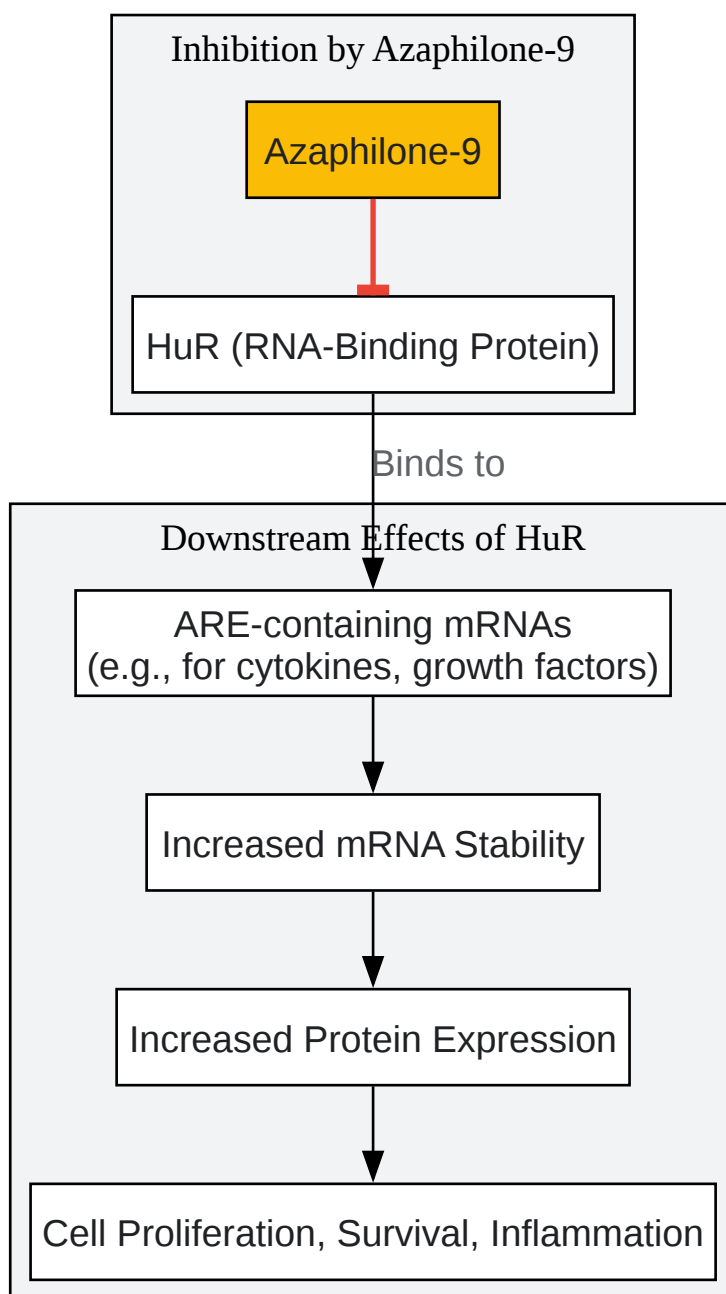 Inhibition by Azaphilone-9
Azaphilone-9
HuR (RNA-Binding Protein)
Binds to
Downstream Effects of HuR
ARE-containing mRNAs
(e.g., for cytokines, growth factors)
Increased mRNA Stability
Increased Protein Expression
Cell Proliferation, Survival, Inflammation